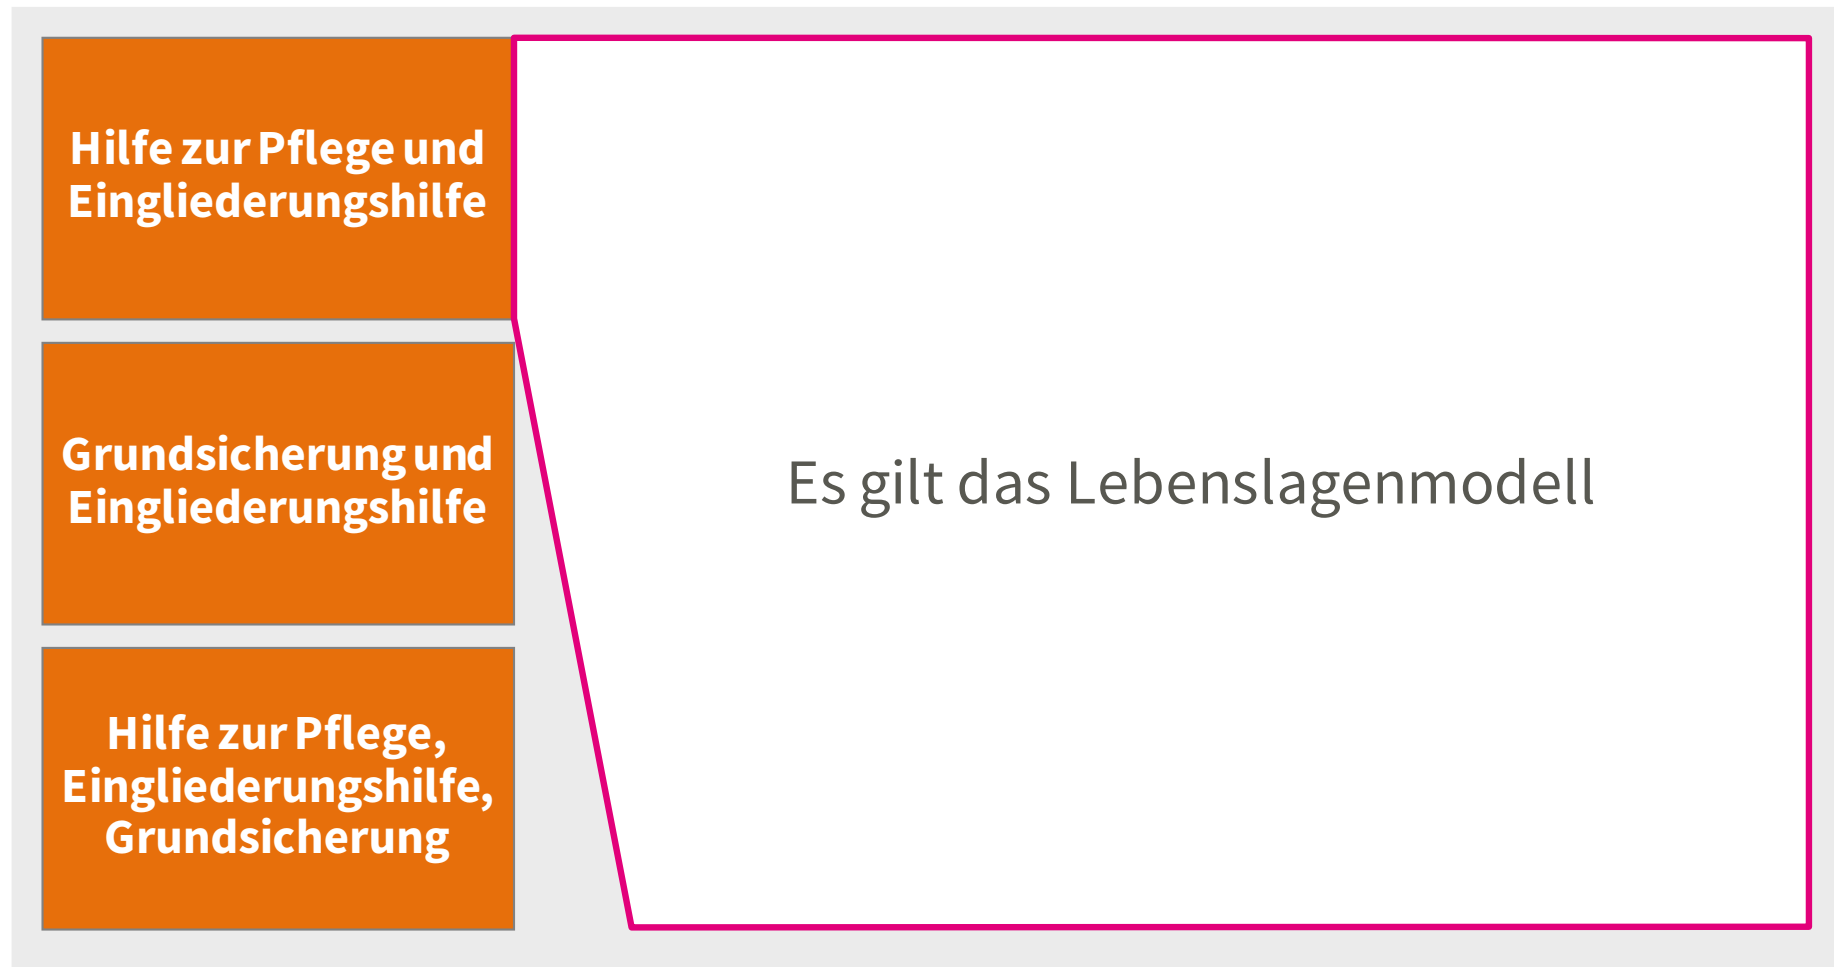 Hilfe zur Pflege und
Eingliederungshilfe
Grundsicherung und
Eingliederungshilfe
Hilfe zur Pflege,
Eingliederungshilfe,
Grundsicherung
Es gilt das Lebenslagenmodell